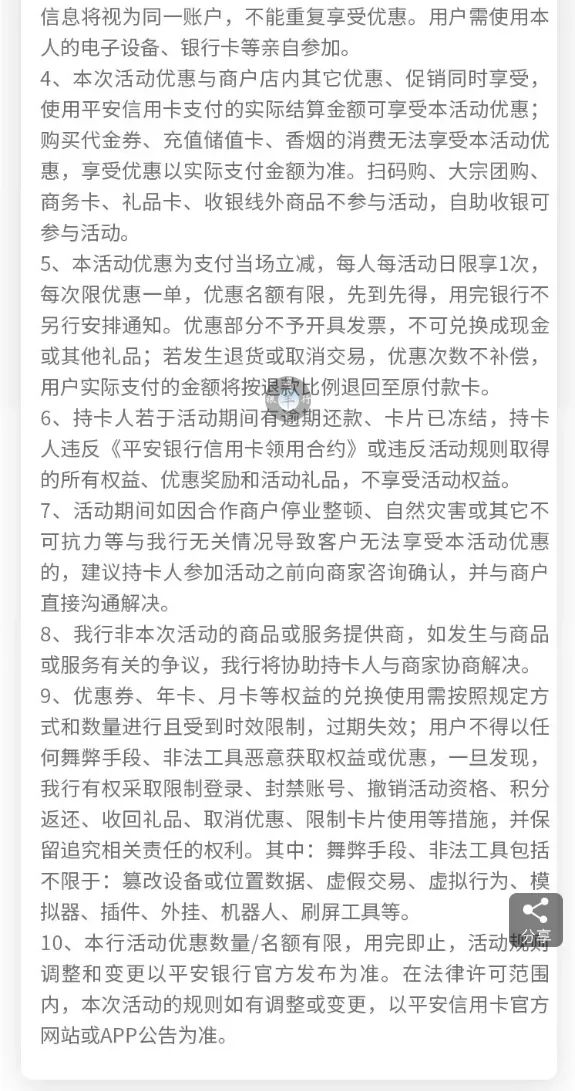 信息将视为同一账户，不能重复享受优惠。用户需使用本
人的电子设备、银行卡等亲自参加。
4、本次活动优惠与商户店内其它优惠、促销同时享受，
使用平安信用卡支付的实际结算金额可享受本活动优惠；
购买代金券、充值储值卡、香烟的消费无法享受本活动优
惠，享受优惠以实际支付金额为准。扫码购、大宗团购、
商务卡、礼品卡、收银线外商品不参与活动，自助收银可
参与活动。
5、本活动优惠为支付当场立减，每人每活动日限享1次，
每次限优惠一单，优惠名额有限，先到先得，用完银行不
另行安排通知。优惠部分不予开具发票，不可兑换成现金
或其他礼品；若发生退货或取消交易，优惠次数不补偿，
用户实际支付的金额将按退款比例退回至原付款卡。
6、持卡人若于活动期间有逾期还款、卡片已冻结，持卡
人违反《平安银行信用卡领用合约》或违反活动规则取得
的所有权益、优惠奖励和活动礼品，不享受活动权益。
7、活动期间如因合作商户停业整顿、自然灾害或其它不
可抗力等与我行无关情况导致客户无法享受本活动优惠
的，建议持卡人参加活动之前向商家咨询确认，并与商户
直接沟通解决。
8、我行非本次活动的商品或服务提供商，如发生与商品
或服务有关的争议，我行将协助持卡人与商家协商解决。
9、优惠券、年卡、月卡等权益的兑换使用需按照规定方
式和数量进行且受到时效限制，过期失效；用户不得以任
何舞弊手段、非法工具恶意获取权益或优惠，一旦发现，
我行有权采取限制登录、封禁账号、撤销活动资格、积分
返还、收回礼品、取消优惠、限制卡片使用等措施，并保
留追究相关责任的权利。其中：舞弊手段、非法工具包括
不限于：篡改设备或位置数据、虚假交易、虚拟行为、模
拟器、插件、外挂、机器人、刷屏工具等。
分享
10、本行活动优惠数量/名额有限，用完即止，活动规则
调整和变更以平安银行官方发布为准。在法律许可范围
内，本次活动的规则如有调整或变更，以平安信用卡官方
网站或APP公告为准。